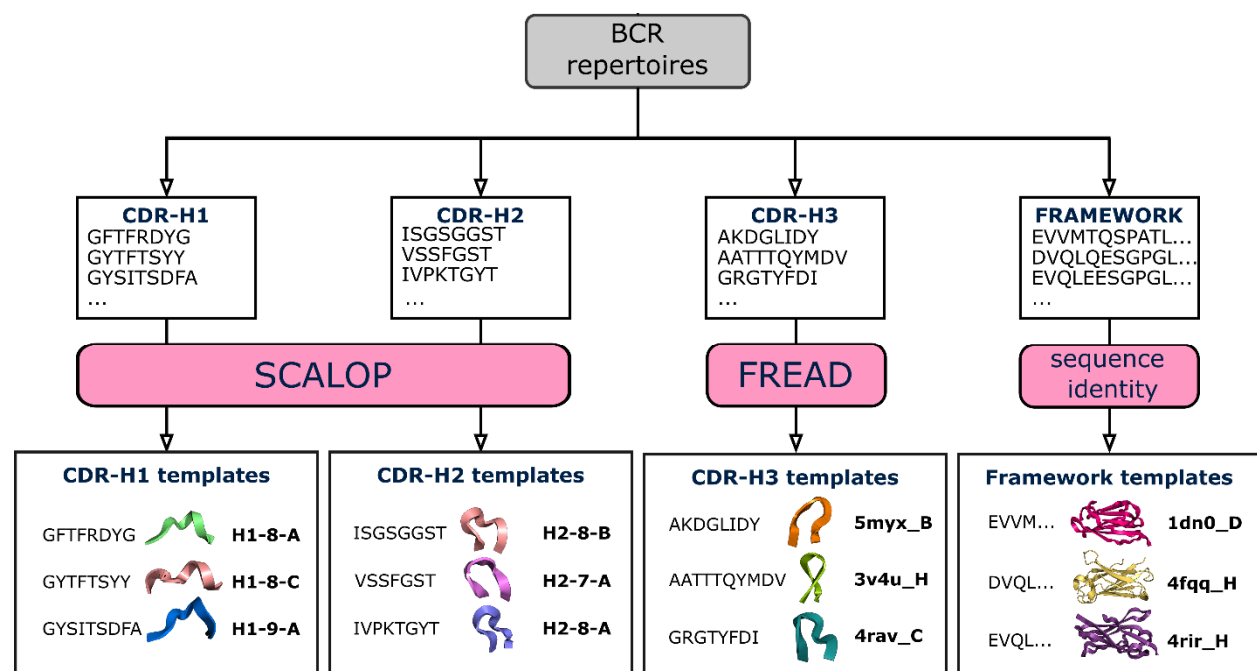 BCR
repertoires
CDR-H1
GFTFRDYG
GYTFTSYY
GYSITSDFA
...
CDR-H2
ISGSGGST
VSSFGST
IVPKTGYT
...
CDR-H3
AKDGLIDY
AATTTQYMDV
GRGTYFDI
...
FRAMEWORK
EVVMTQSPATL...
DVQLQESGPGL...
EVQLEESGPGL...
...
SCALOP
FREAD
sequence
identity
CDR-H1 templates
GFTFRDYG H1-8-A
GYTFTSYY H1-8-C
GYSITSDFA H1-9-A
CDR-H2 templates
ISGSGGST H2-8-B
VSSFGST H2-7-A
IVPKTGYT H2-8-A
CDR-H3 templates
AKDGLIDY 5myx_B
AATTTQYMDV 3v4u_H
GRGTYFDI 4rav_C
Framework templates
EVVM... 1dn0_D
DVQL... 4fqq_H
EVQL... 4rir_H